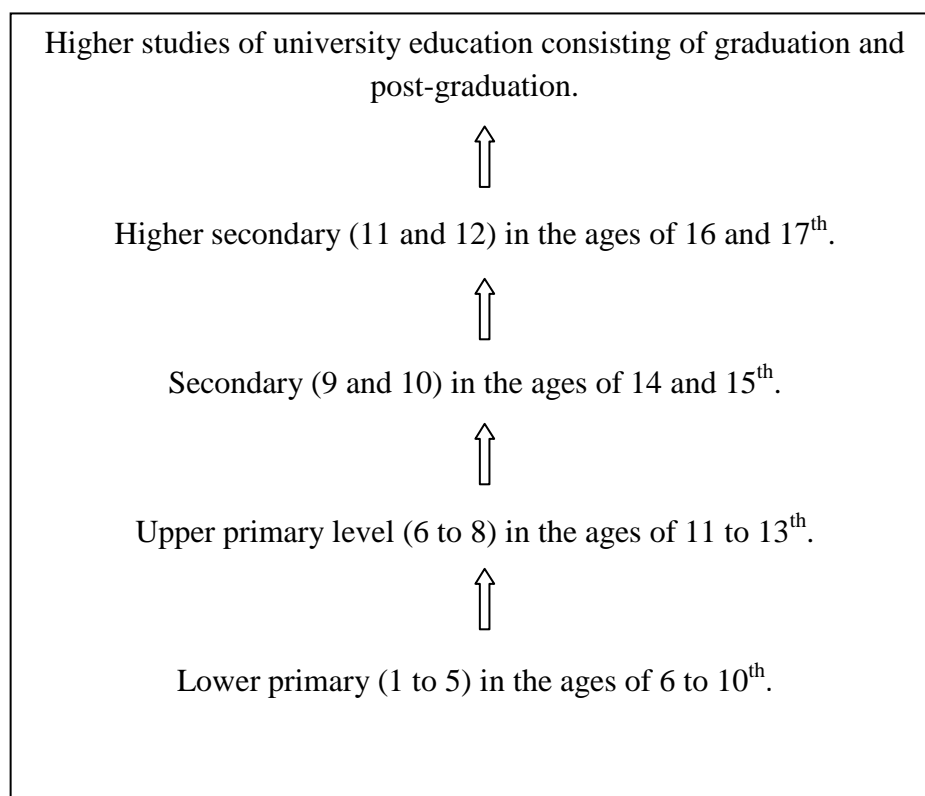 Higher studies of university education consisting of graduation and
post-graduation.
Higher secondary (11 and 12) in the ages of 16 and 17th.
Secondary (9 and 10) in the ages of 14 and 15th.
Upper primary level (6 to 8) in the ages of 11 to 13th.
Lower primary (1 to 5) in the ages of 6 to 10th.